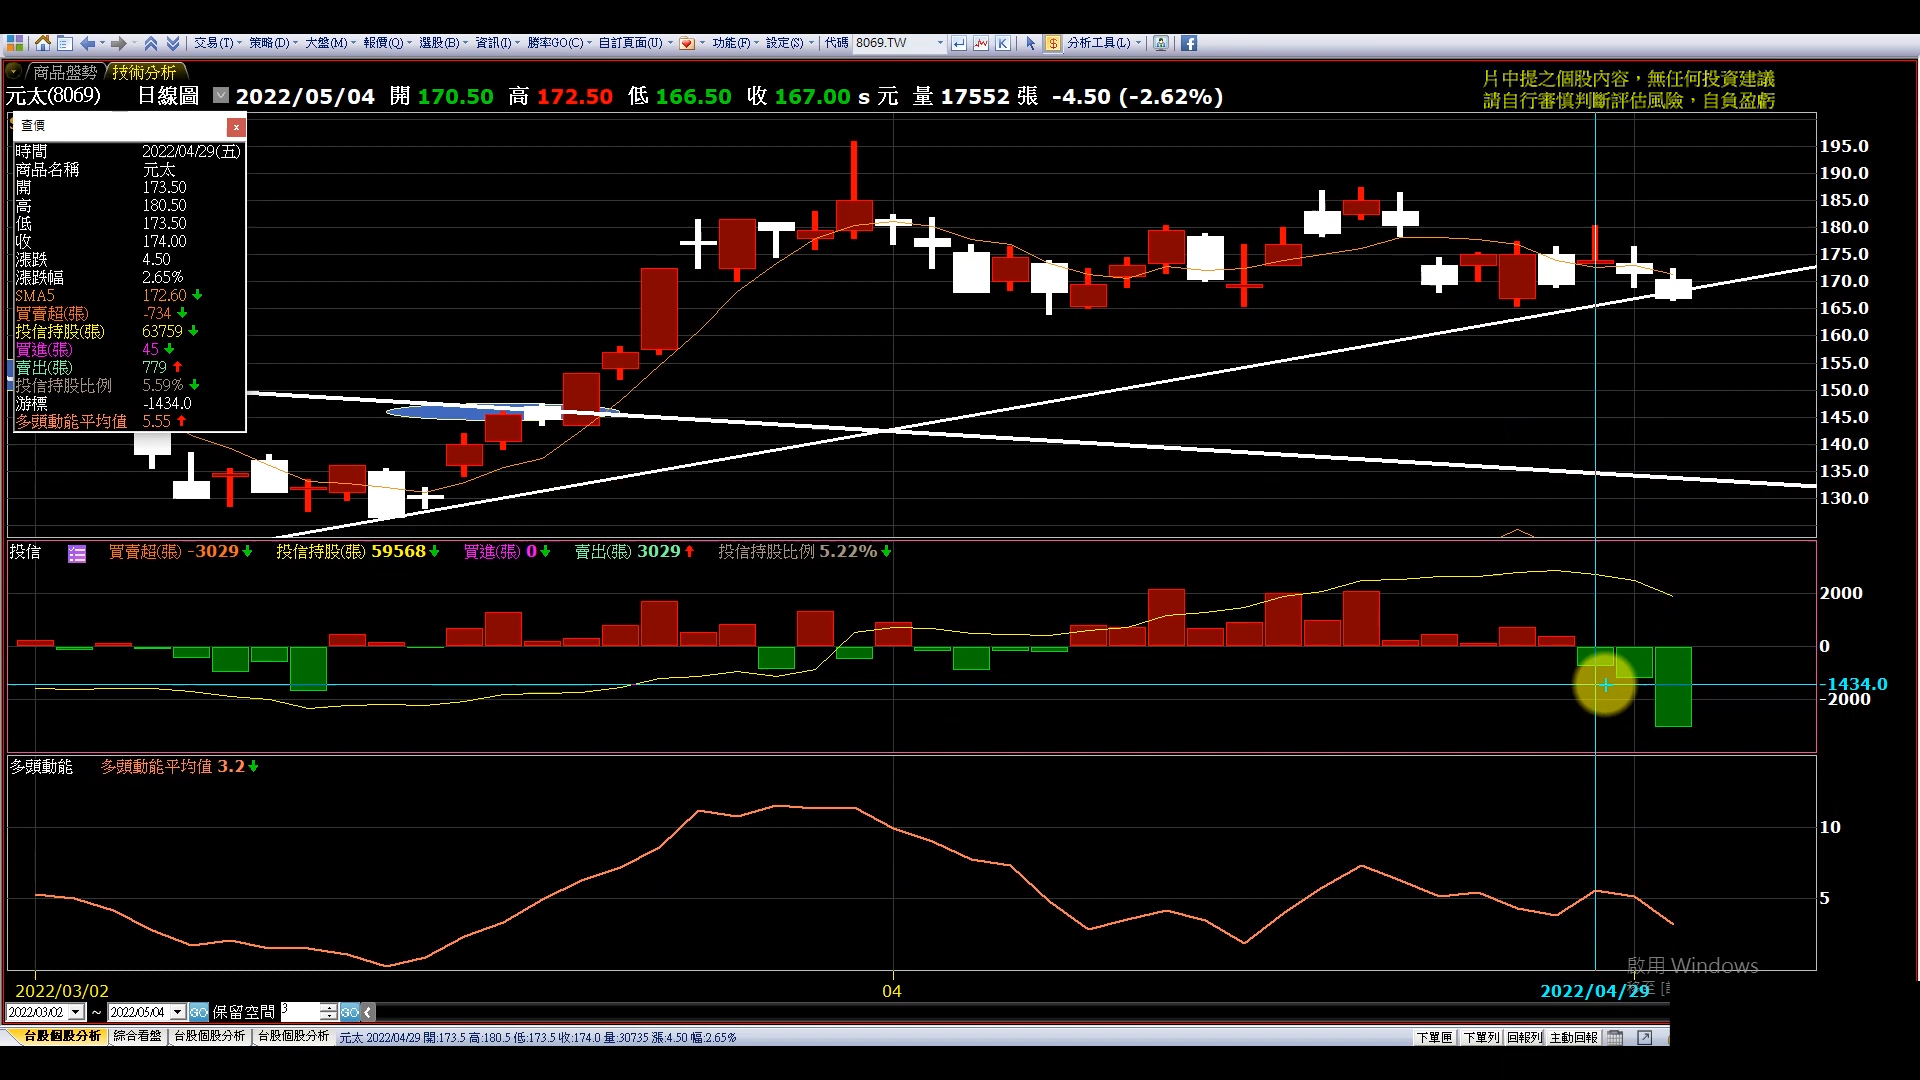 交易(T) 策略(D) 大盤(M) 報價(Q) 選股(B) 資訊(I) 勝率GO(C) 自訂頁面(U) 功能(F) 設定(S) 代碼 8069.TW K $ 分析工具(L)
商品盤勢 技術分析
元太(8069) 日線圖 2022/05/04 開 170.50 高 172.50 低 166.50 收 167.00 s 元 量 17552 張 -4.50 (-2.62%)
片中提之個股內容，無任何投資建議
請自行審慎判斷評估風險，自負盈虧
查價 x
時間 2022/04/29(五)
商品名稱 元太
開 173.50
高 180.50
低 173.50
收 174.00
漲跌 4.50
漲跌幅 2.65%
SMA5 172.60
買賣超(張) -734
投信持股(張) 63759
買進(張) 45
賣出(張) 779
投信持股比例 5.59%
游標 -1434.0
多頭動能平均值 5.55
195.0
190.0
185.0
180.0
175.0
170.0
165.0
160.0
155.0
150.0
145.0
140.0
135.0
130.0
投信 買賣超(張) -3029 投信持股(張) 59568 買進(張) 0 賣出(張) 3029 投信持股比例 5.22%
2000
0
-1434.0
-2000
多頭動能 多頭動能平均值 3.2
10
5
啟用 Windows
2022/03/02 04 2022/04/29
2022/03/02 ~ 2022/05/04 GO 保留空間 3 GO
台股個股分析 綜合看盤 台股個股分析 台股個股分析 元太 2022/04/29 開:173.5 高:180.5 低:173.5 收:174.0 量:30735 漲:4.50 幅:2.65% 下單匣 下單列 回報列 主動回報